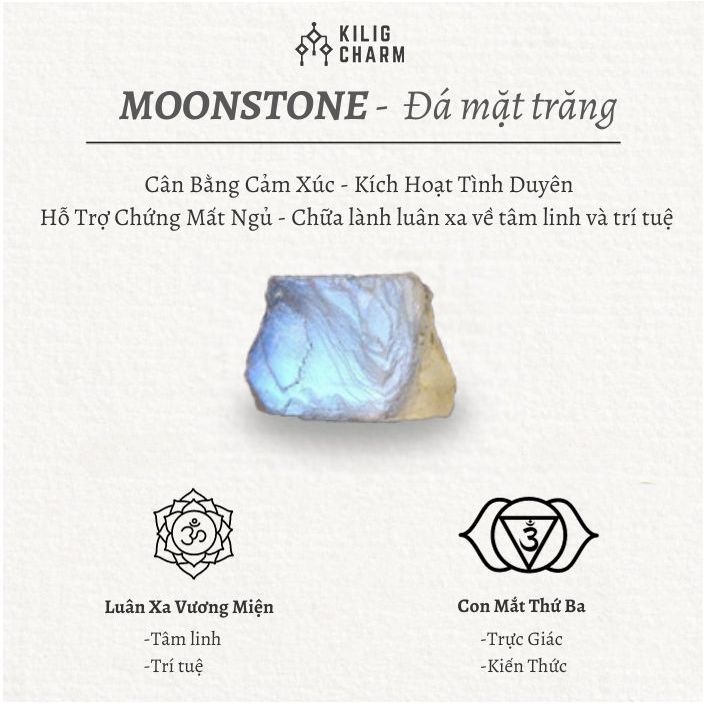 KILIG
CHARM
MOONSTONE - Đá mặt trăng
Cân Bằng Cảm Xúc - Kích Hoạt Tình Duyên
Hỗ Trợ Chứng Mất Ngủ - Chữa lành luân xa về tâm linh và trí tuệ
Luân Xa Vương Miện
-Tâm linh
-Trí tuệ
Con Mắt Thứ Ba
-Trực Giác
-Kiến Thức